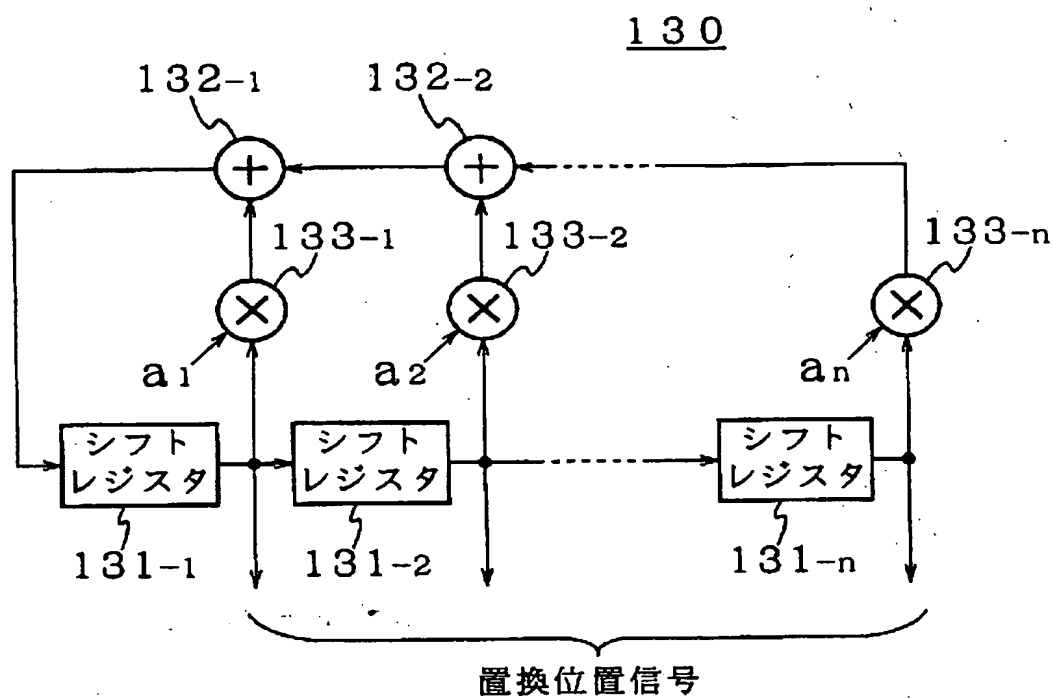 130
132-1
132-2
133-1
133-2
133-n
a1
a2
an
シフト
レジスタ
シフト
レジスタ
シフト
レジスタ
131-1
131-2
131-n
置換位置信号